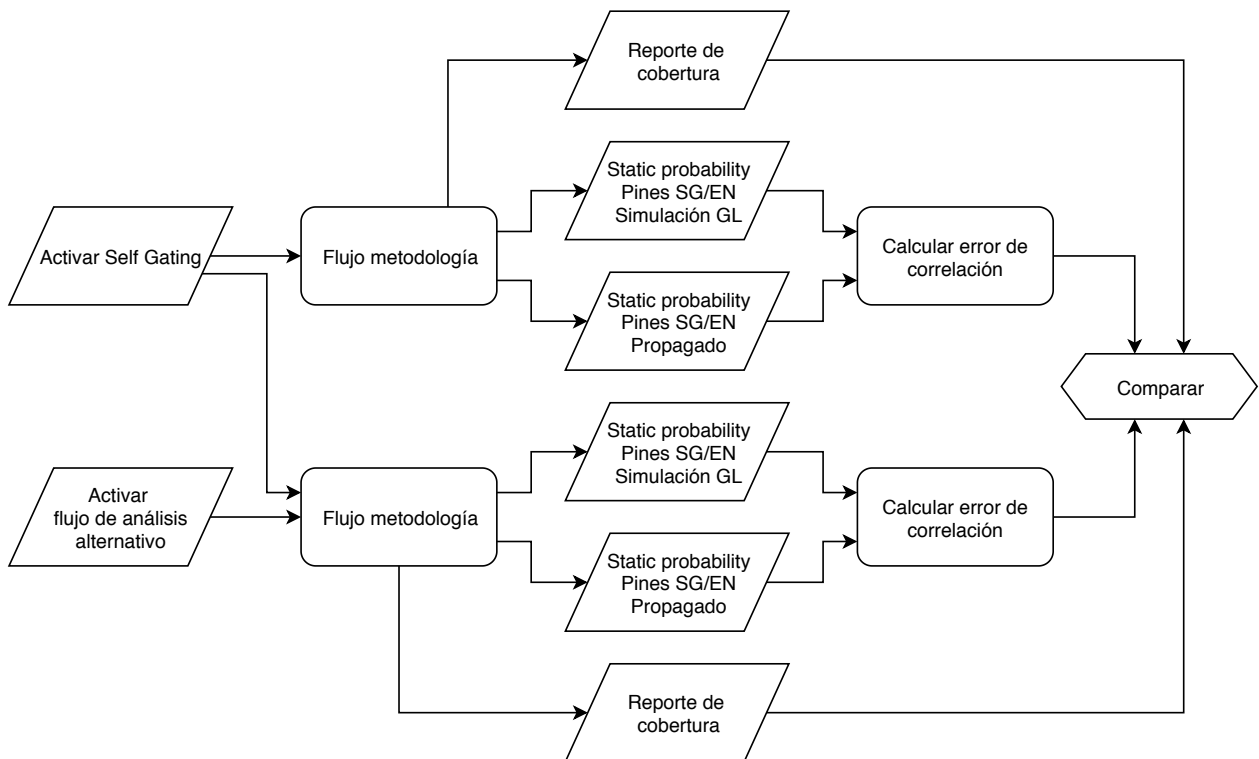 Reporte de
cobertura
Static probability
Pines SG/EN
Simulación GL
Activar Self Gating
Flujo metodología
Calcular error de
correlación
Static probability
Pines SG/EN
Propagado
Comparar
Static probability
Pines SG/EN
Simulación GL
Activar
flujo de análisis
alternativo
Flujo metodología
Calcular error de
correlación
Static probability
Pines SG/EN
Propagado
Reporte de
cobertura